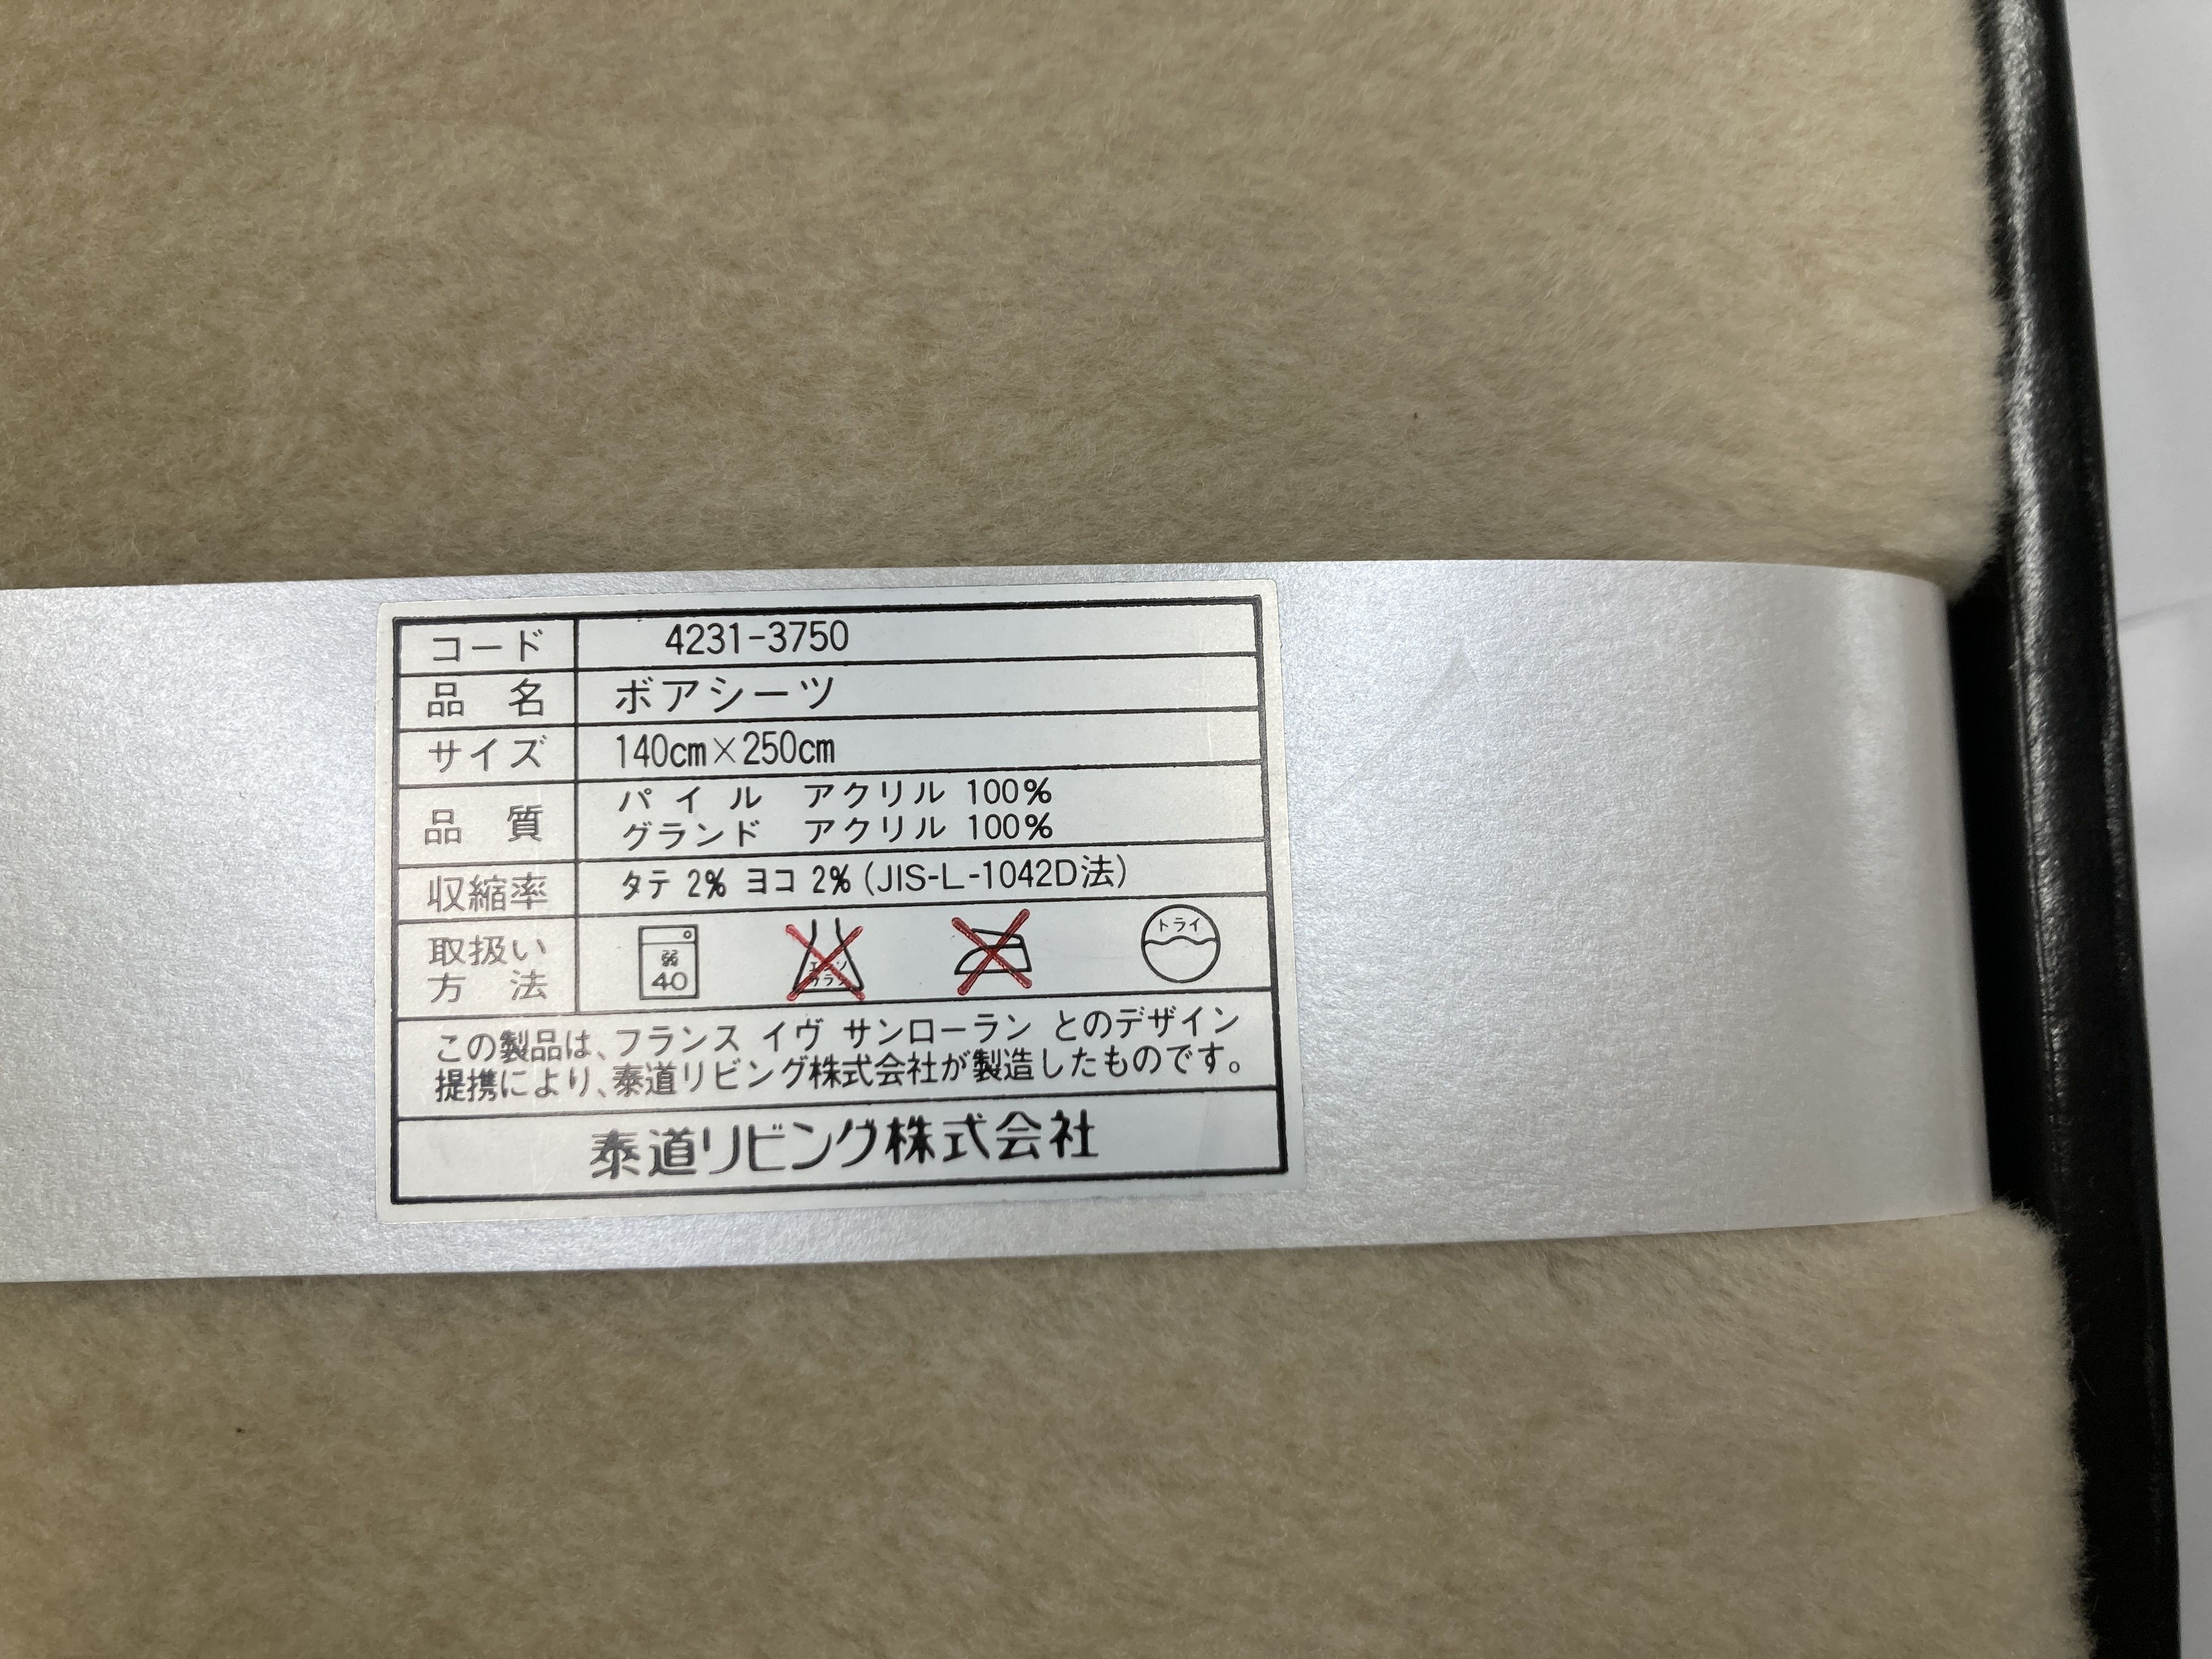 コード 4231-3750
品名 ボアシーツ
サイズ 140cm×250cm
品質 パイル アクリル 100%
グランド アクリル 100%
収縮率 タテ 2% ヨコ 2% (JIS-L-1042D法)
取扱い方法
弱 40
エンソ
ドライ
この製品は、フランス イヴ サンローラン とのデザイン
提携により、泰道リビング株式会社が製造したものです。
泰道リビング株式会社